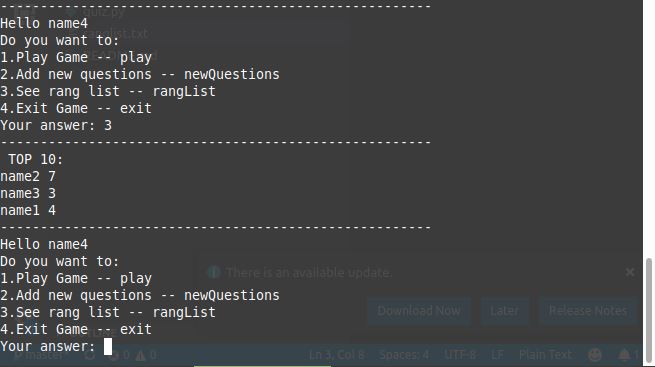 quiz.py
ranglist.txt
----------------------------------------------------------
Hello name4
Do you want to:
1.Play Game -- play
2.Add new questions -- newQuestions
3.See rang list -- rangList
4.Exit Game -- exit
Your answer: 3
----------------------------------------------------------
TOP 10:
name2 7
name3 3
name1 4
----------------------------------------------------------
Hello name4
Do you want to:
1.Play Game -- play
2.Add new questions -- newQuestions
3.See rang list -- rangList
4.Exit Game -- exit
Your answer:
There is an available update.
Download Now Later Release Notes
master* 0 0 Ln 3, Col 8 Spaces: 4 UTF-8 LF Plain Text 1